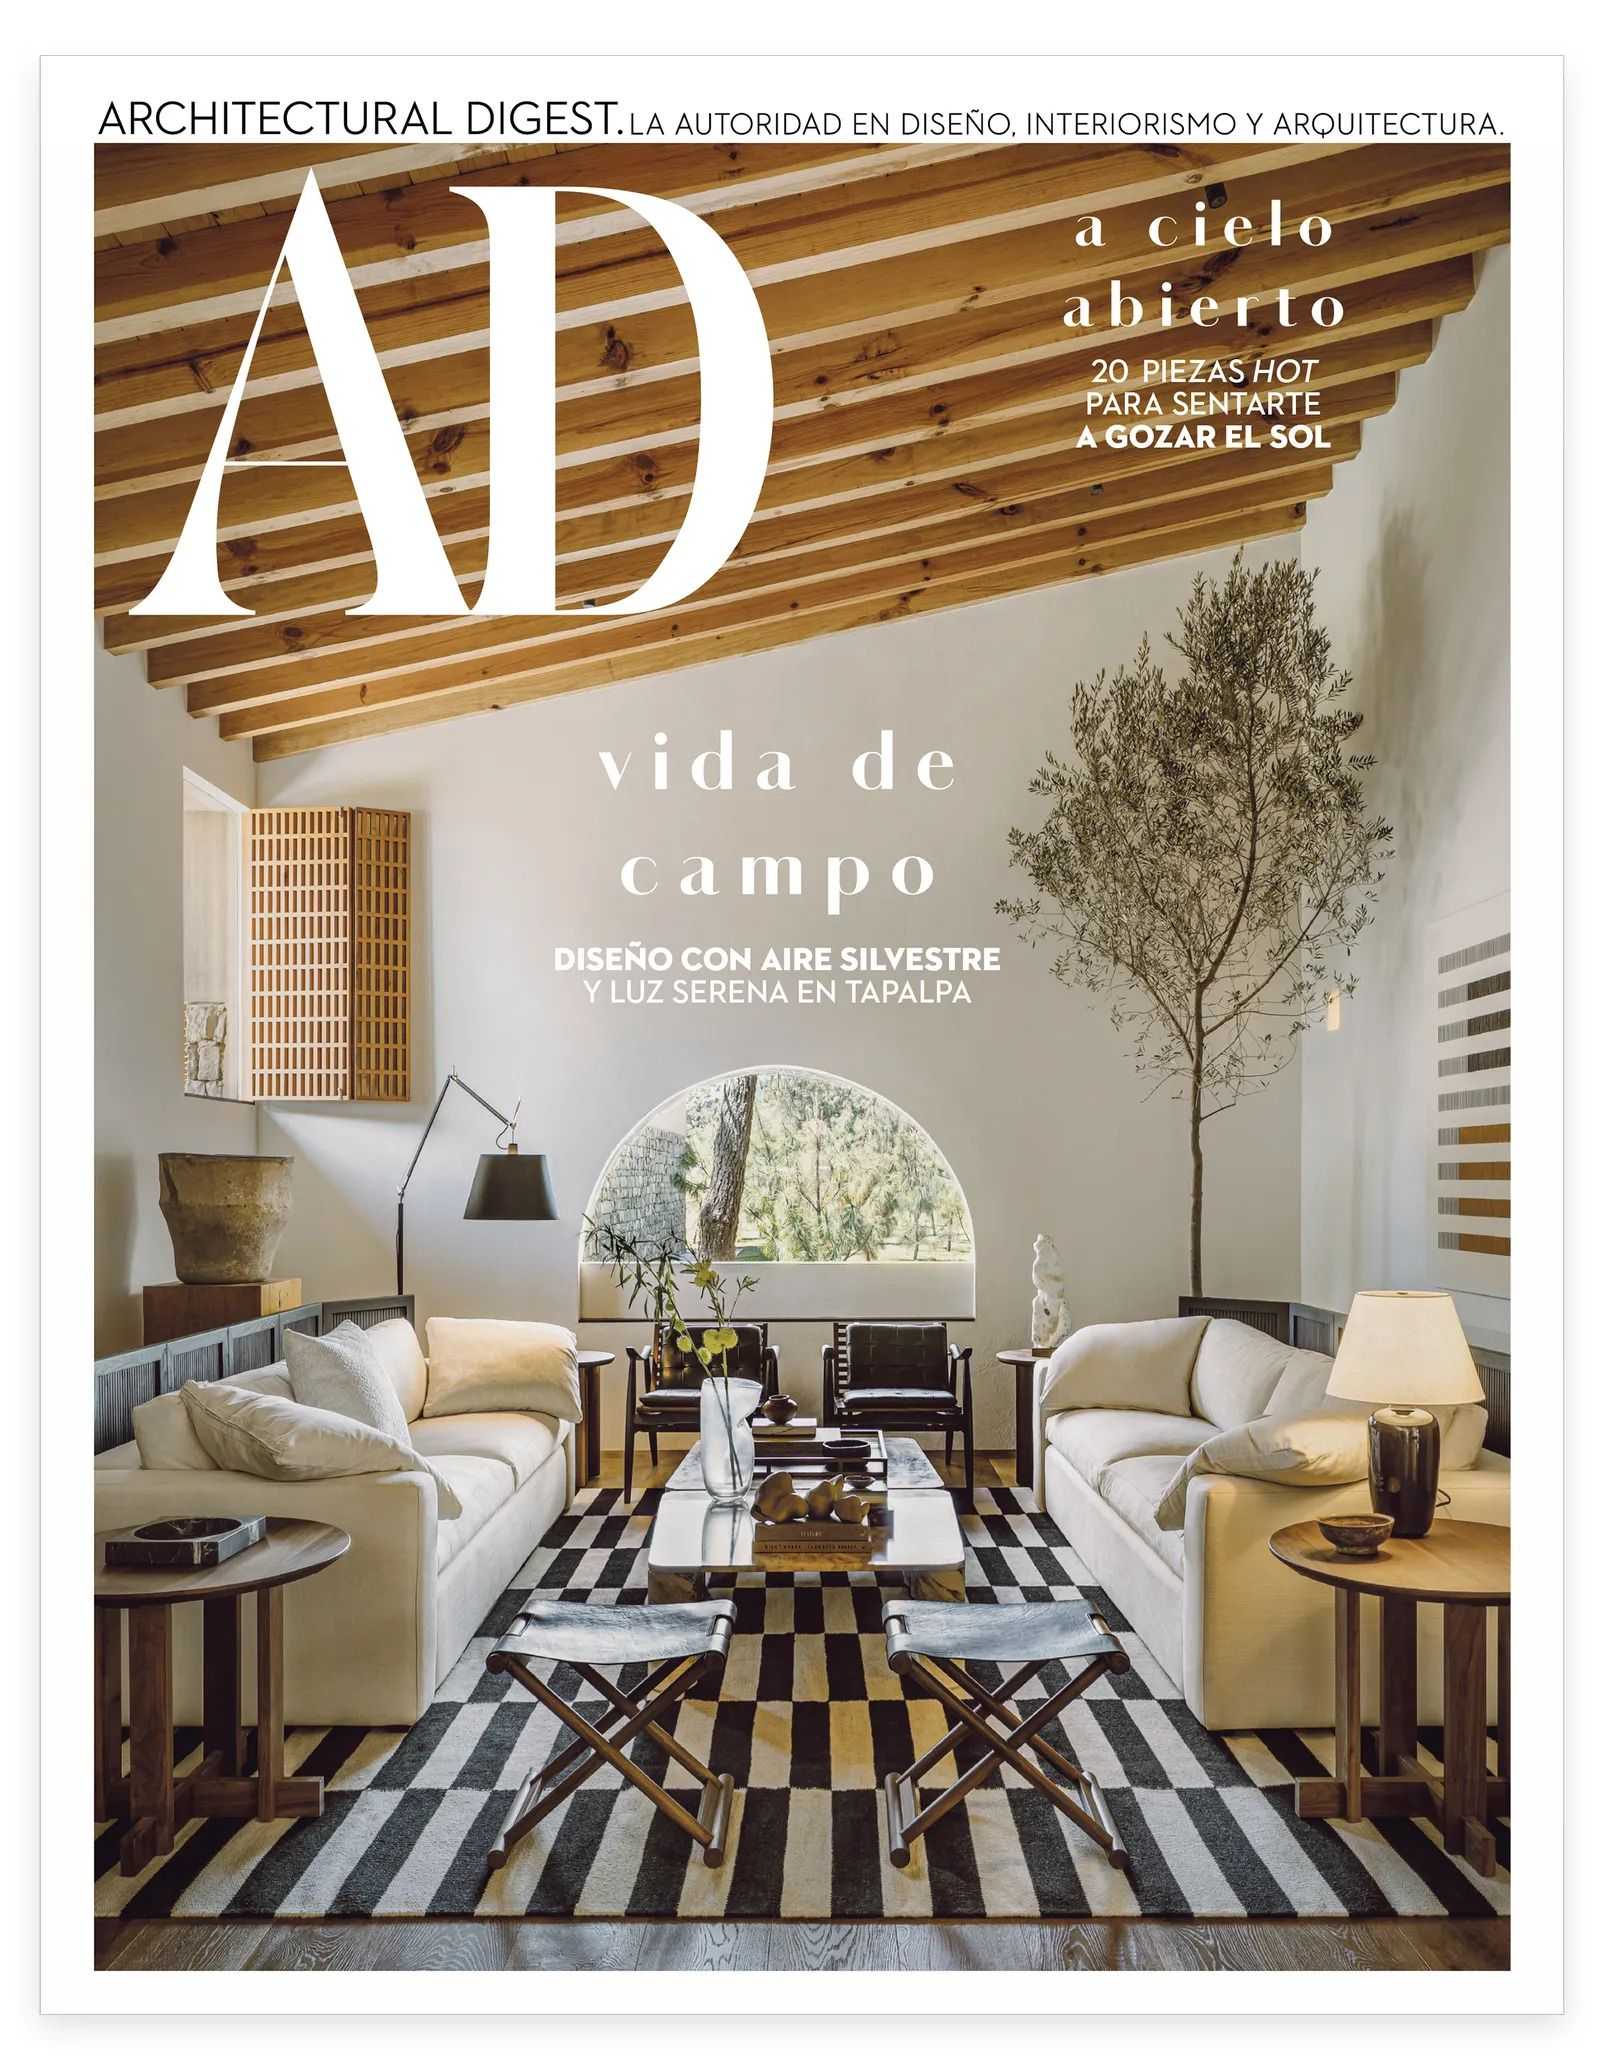 ARCHITECTURAL DIGEST. LA AUTORIDAD EN DISEÑO, INTERIORISMO Y ARQUITECTURA.
AD
a cielo
abierto
20 PIEZAS HOT
PARA SENTARTE
A GOZAR EL SOL
vida de
campo
DISEÑO CON AIRE SILVESTRE
Y LUZ SERENA EN TAPALPA